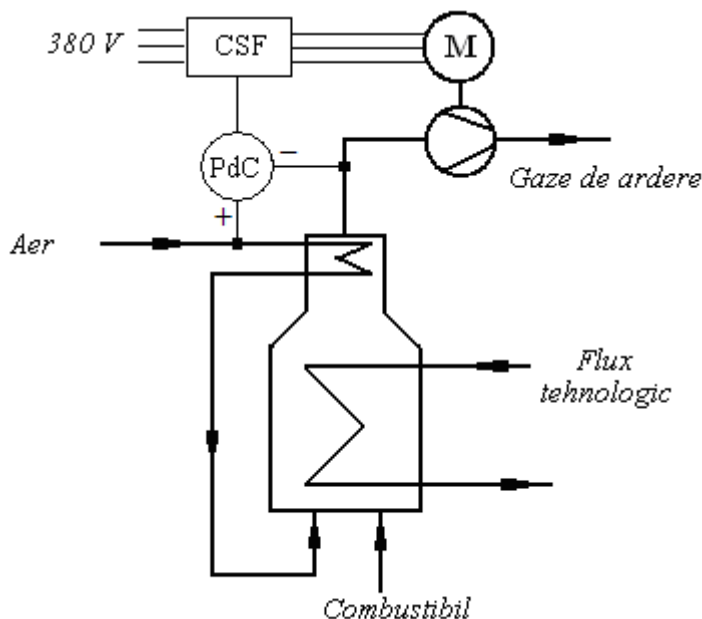 380 V
CSF
M
PdC
−
+
Gaze de ardere
Aer
Flux
tehnologic
Combustibil